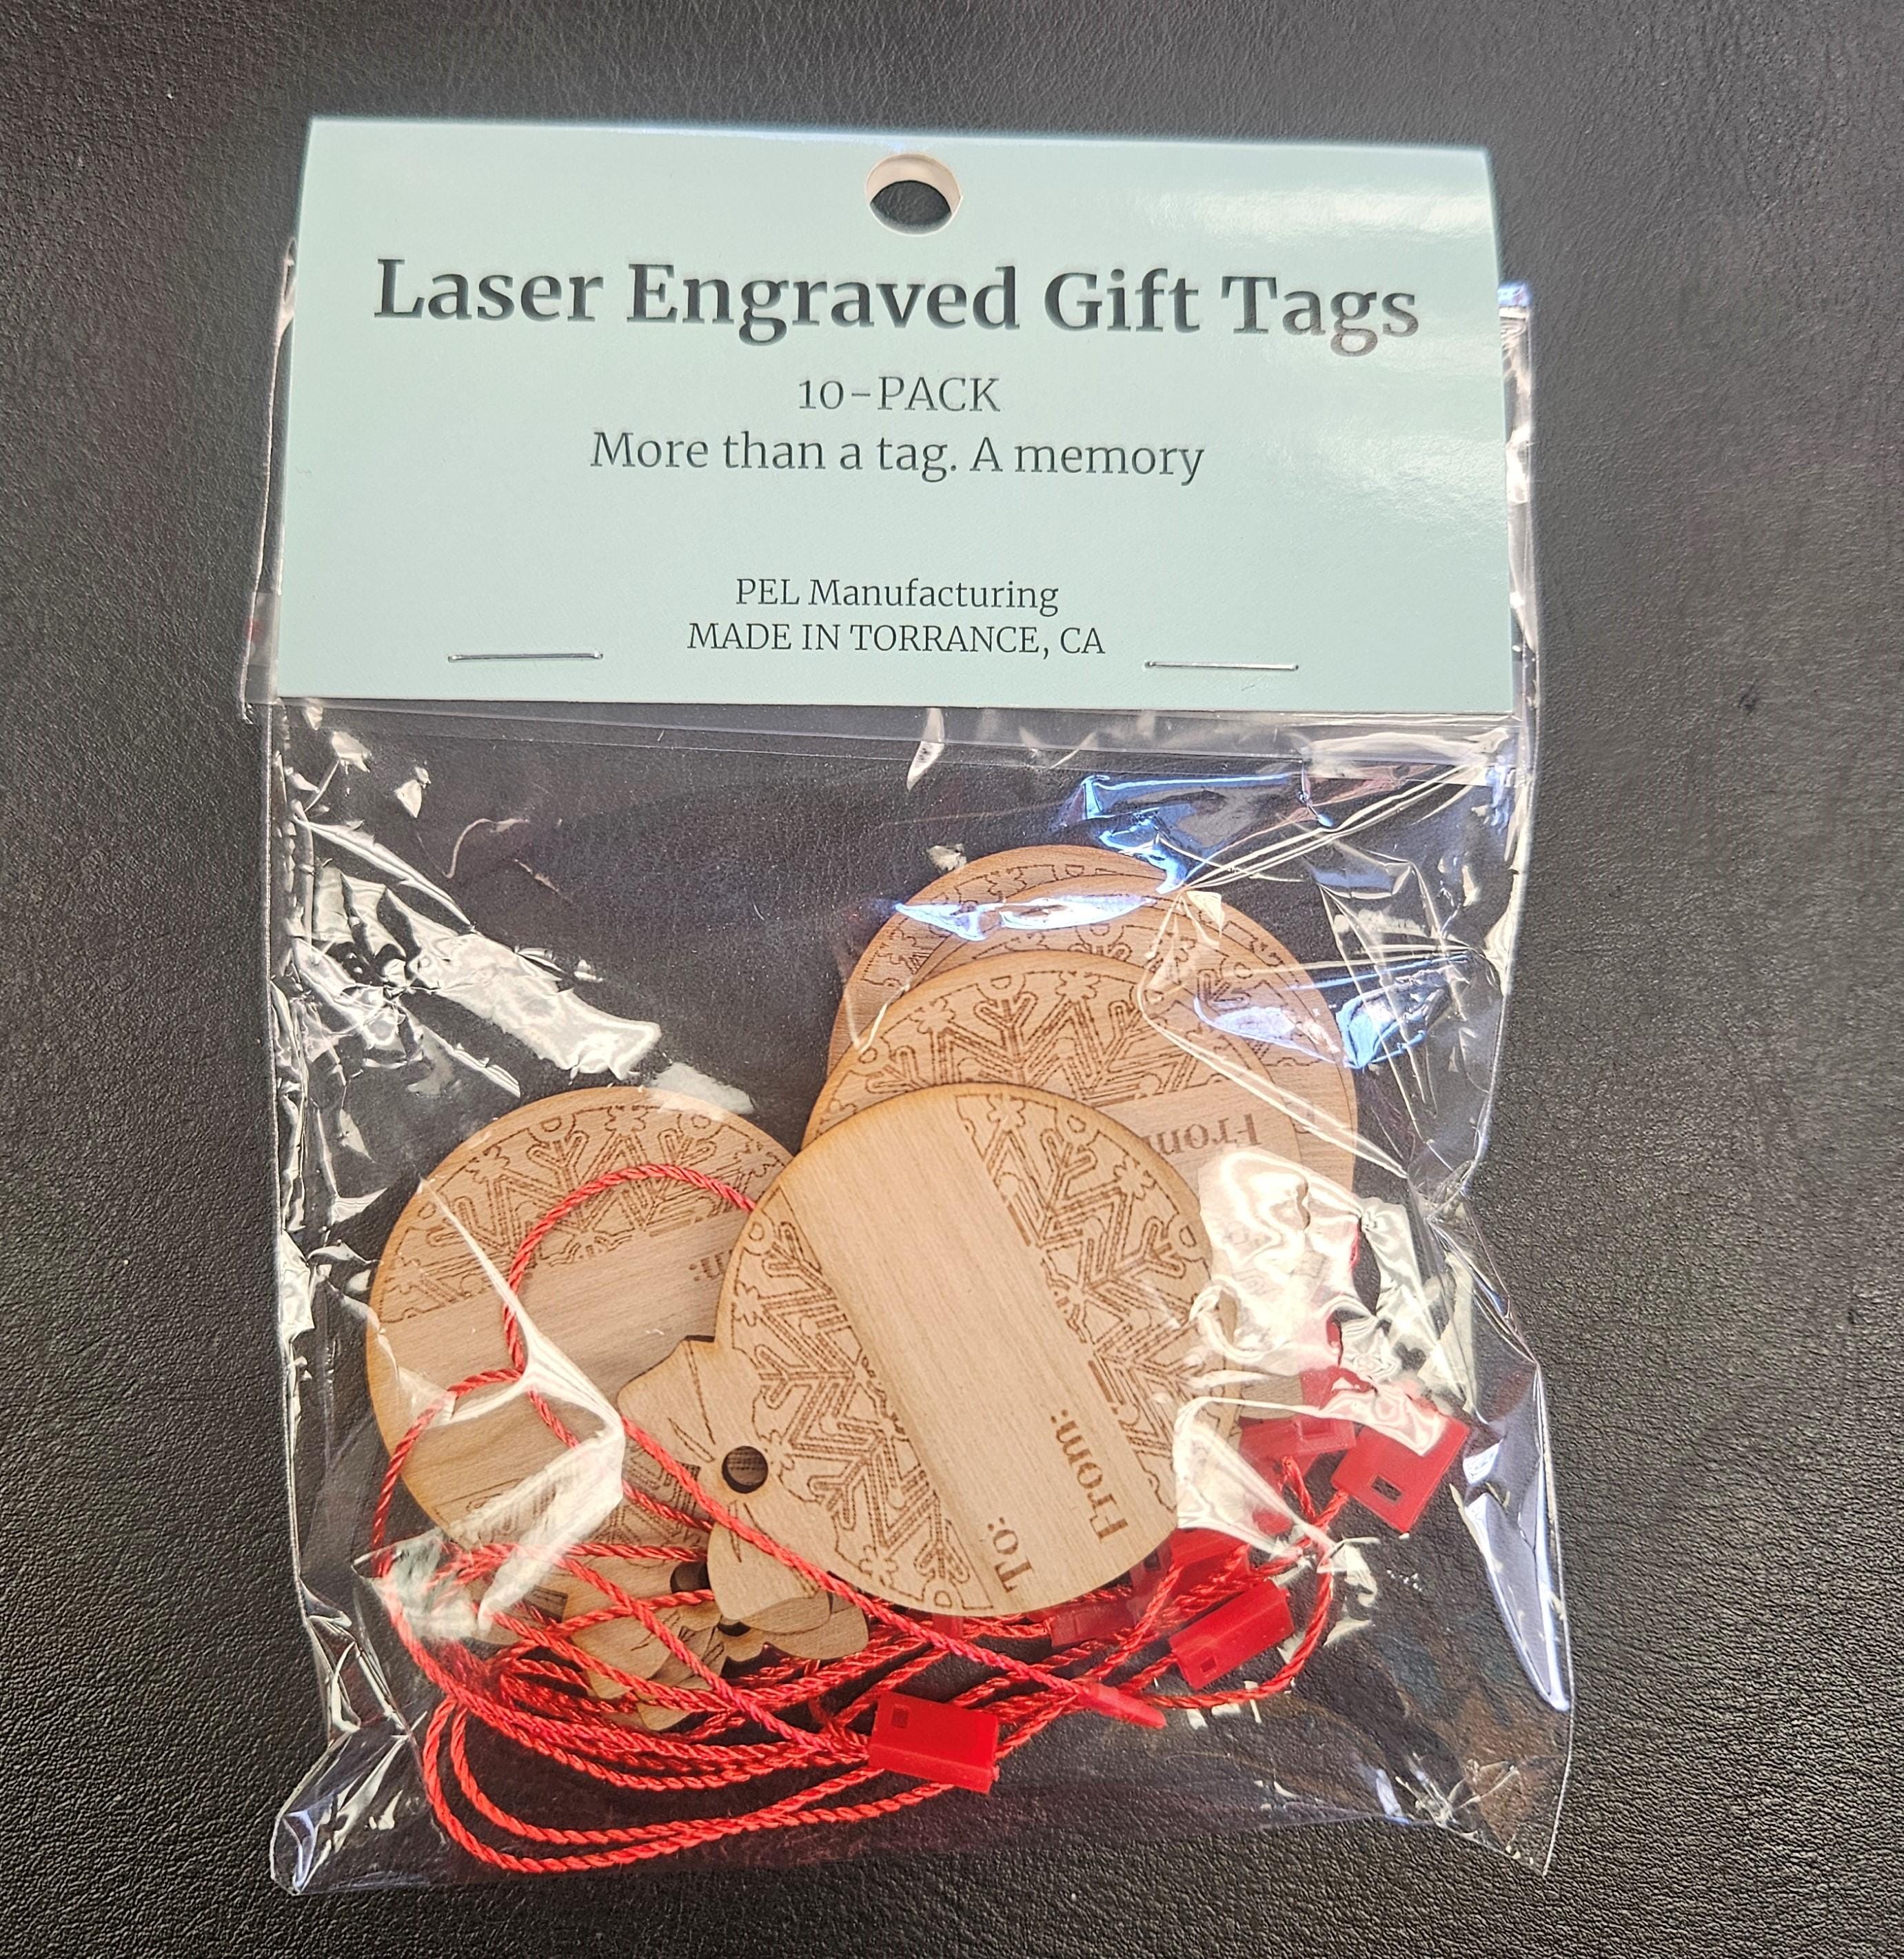 Laser Engraved Gift Tags
10-PACK
More than a tag. A memory
PEL Manufacturing
MADE IN TORRANCE, CA
From:
To:
From: